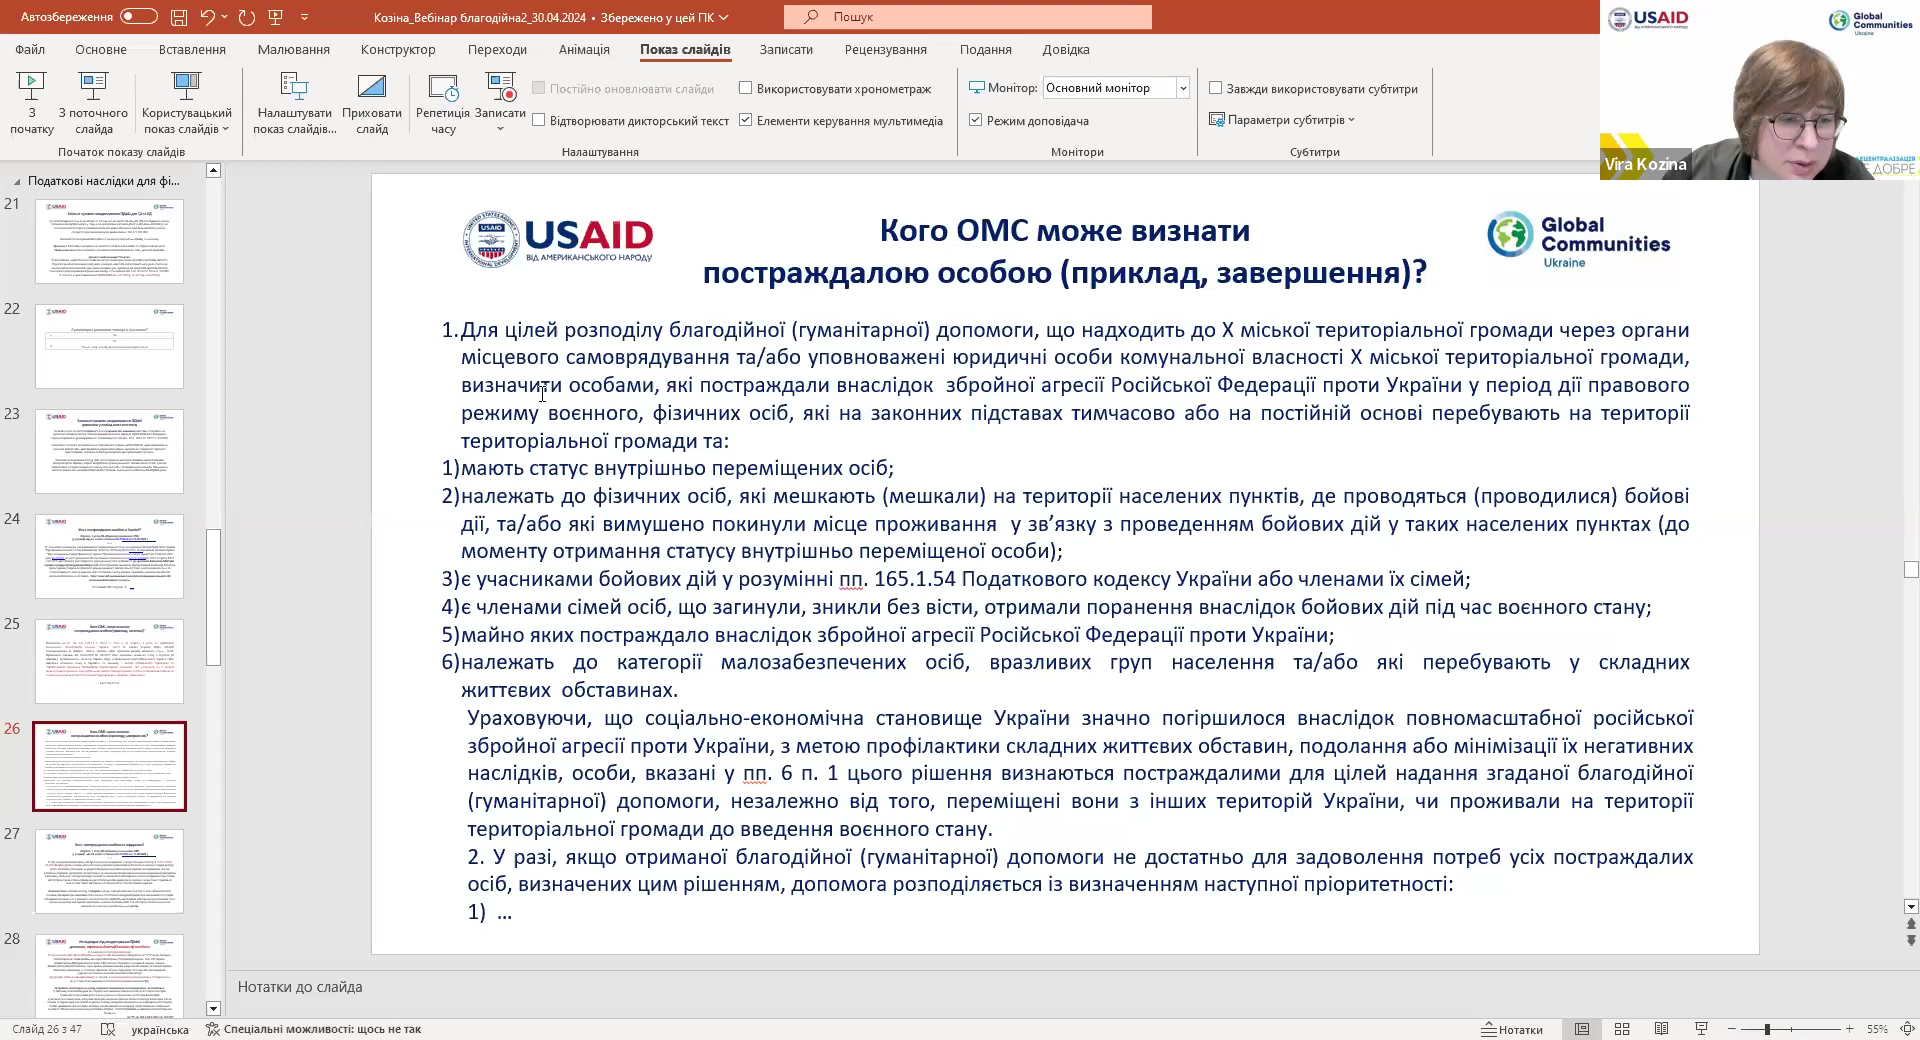 Автозбереження
Козіна_Вебінар благодійна2_30.04.2024 • Збережено у цей ПК
Пошук
Файл Основне Вставлення Малювання Конструктор Переходи Анімація Показ слайдів Записати Рецензування Подання Довідка
З початку
З поточного слайда
Користувацький показ слайдів
Початок показу слайдів
Налаштувати показ слайдів...
Приховати слайд
Репетиція часу
Записати
Постійно оновлювати слайди
Відтворювати дикторський текст
Використовувати хронометраж
Елементи керування мультимедіа
Налаштування
Монітор: Основний монітор
Режим доповідача
Монітори
Завжди використовувати субтитри
Параметри субтитрів
Субтитри
USAID
ВІД АМЕРИКАНСЬКОГО НАРОДУ
Global
Communities
Ukraine
Vira Kozina
ДОБРЕ
Податкові наслідки для фі...
21
22
23
24
25
26
27
28
USAID
ВІД АМЕРИКАНСЬКОГО НАРОДУ
Кого ОМС може визнати
постраждалою особою (приклад, завершення)?
Global
Communities
Ukraine
1. Для цілей розподілу благодійної (гуманітарної) допомоги, що надходить до Х міської територіальної громади через органи
місцевого самоврядування та/або уповноважені юридичні особи комунальної власності Х міської територіальної громади,
визначити особами, які постраждали внаслідок збройної агресії Російської Федерації проти України у період дії правового
режиму воєнного, фізичних осіб, які на законних підставах тимчасово або на постійній основі перебувають на території
територіальної громади та:
1) мають статус внутрішньо переміщених осіб;
2) належать до фізичних осіб, які мешкають (мешкали) на території населених пунктів, де проводяться (проводилися) бойові
дії, та/або які вимушено покинули місце проживання у зв’язку з проведенням бойових дій у таких населених пунктах (до
моменту отримання статусу внутрішньо переміщеної особи);
3) є учасниками бойових дій у розумінні пп. 165.1.54 Податкового кодексу України або членами їх сімей;
4) є членами сімей осіб, що загинули, зникли без вісти, отримали поранення внаслідок бойових дій під час воєнного стану;
5) майно яких постраждало внаслідок збройної агресії Російської Федерації проти України;
6) належать до категорії малозабезпечених осіб, вразливих груп населення та/або які перебувають у складних
життєвих обставинах.
Ураховуючи, що соціально-економічна становище України значно погіршилося внаслідок повномасштабної російської
збройної агресії проти України, з метою профілактики складних життєвих обставин, подолання або мінімізації їх негативних
наслідків, особи, вказані у пп. 6 п. 1 цього рішення визнаються постраждалими для цілей надання згаданої благодійної
(гуманітарної) допомоги, незалежно від того, переміщені вони з інших територій України, чи проживали на території
територіальної громади до введення воєнного стану.
2. У разі, якщо отриманої благодійної (гуманітарної) допомоги не достатньо для задоволення потреб усіх постраждалих
осіб, визначених цим рішенням, допомога розподіляється із визначенням наступної пріоритетності:
1) ...
Нотатки до слайда
Слайд 26 з 47
українська
Спеціальні можливості: щось не так
Нотатки
55%